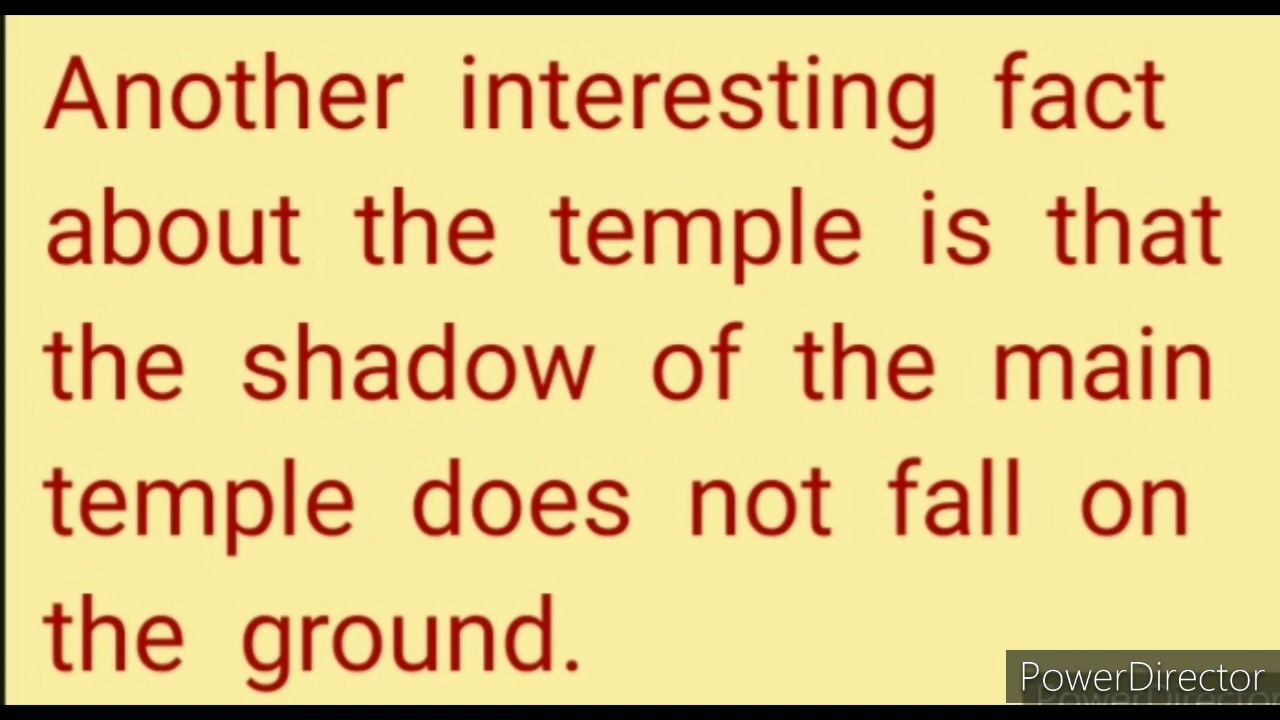 Another interesting fact
about the temple is that
the shadow of the main
temple does not fall on
the ground.
PowerDirector
PowerDirector